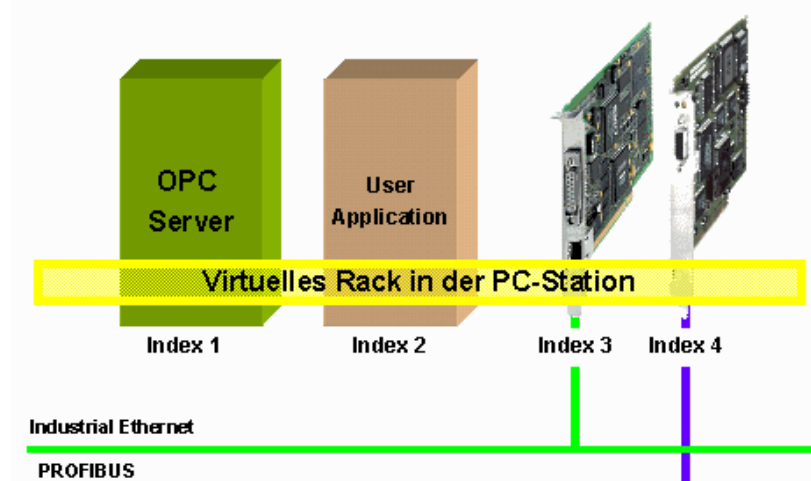 OPC
Server
User
Application
Virtuelles Rack in der PC-Station
Index 1
Index 2
Index 3
Index 4
Industrial Ethernet
PROFIBUS